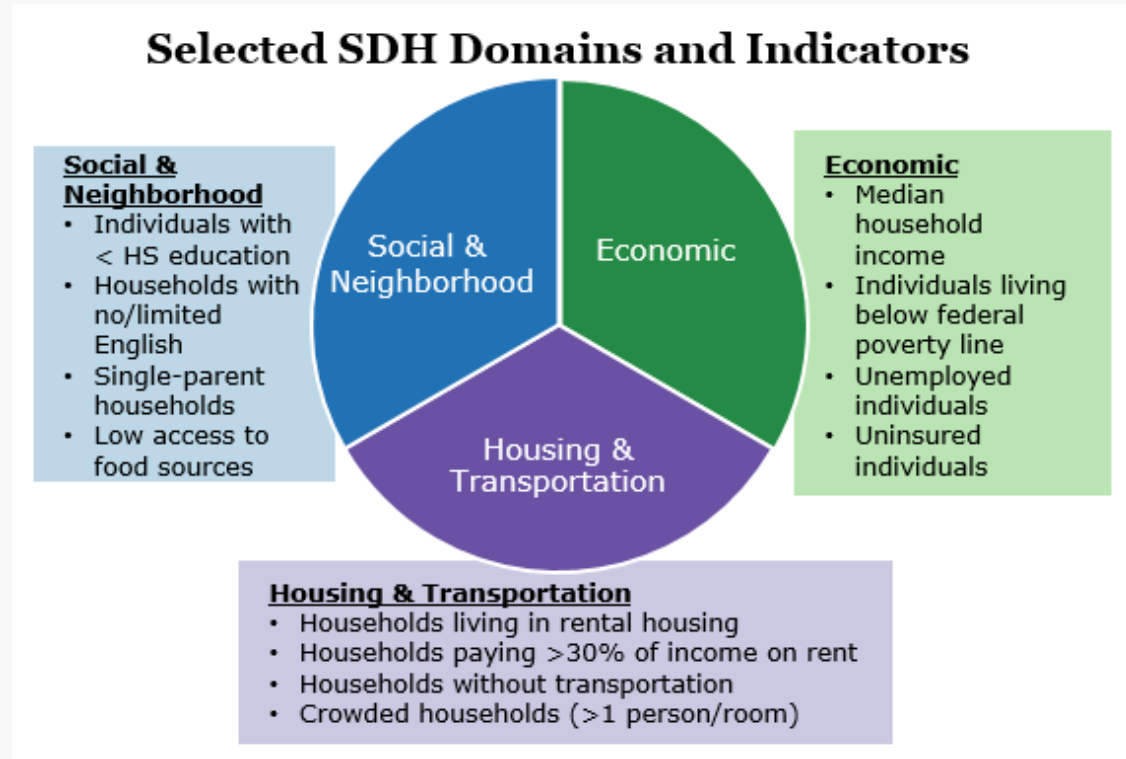 Selected SDH Domains and Indicators
Social &
Neighborhood
• Individuals with
< HS education
• Households with
no/limited
English
• Single-parent
households
• Low access to
food sources
Social &
Neighborhood
Economic
Housing &
Transportation
Economic
• Median
household
income
• Individuals living
below federal
poverty line
• Unemployed
individuals
• Uninsured
individuals
Housing & Transportation
• Households living in rental housing
• Households paying >30% of income on rent
• Households without transportation
• Crowded households (>1 person/room)